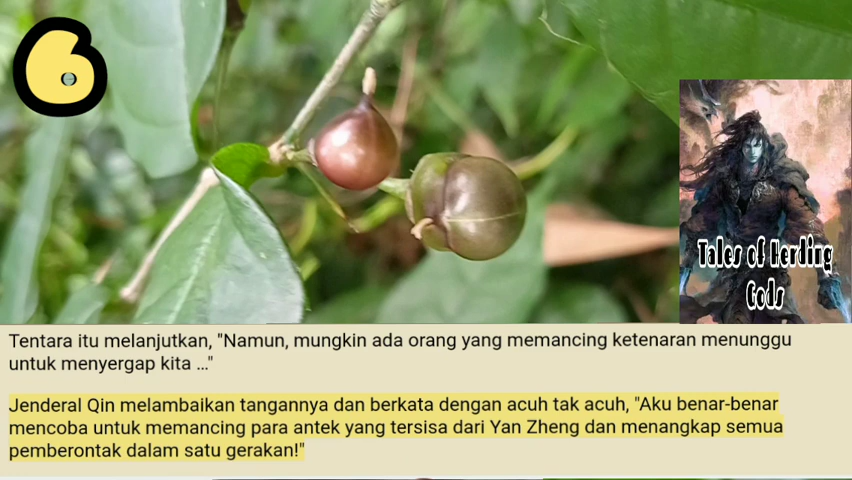 6
Tales of Herding
Gods
Tentara itu melanjutkan, "Namun, mungkin ada orang yang memancing ketenaran menunggu
untuk menyergap kita ..."
Jenderal Qin melambaikan tangannya dan berkata dengan acuh tak acuh, "Aku benar-benar
mencoba untuk memancing para antek yang tersisa dari Yan Zheng dan menangkap semua
pemberontak dalam satu gerakan!"